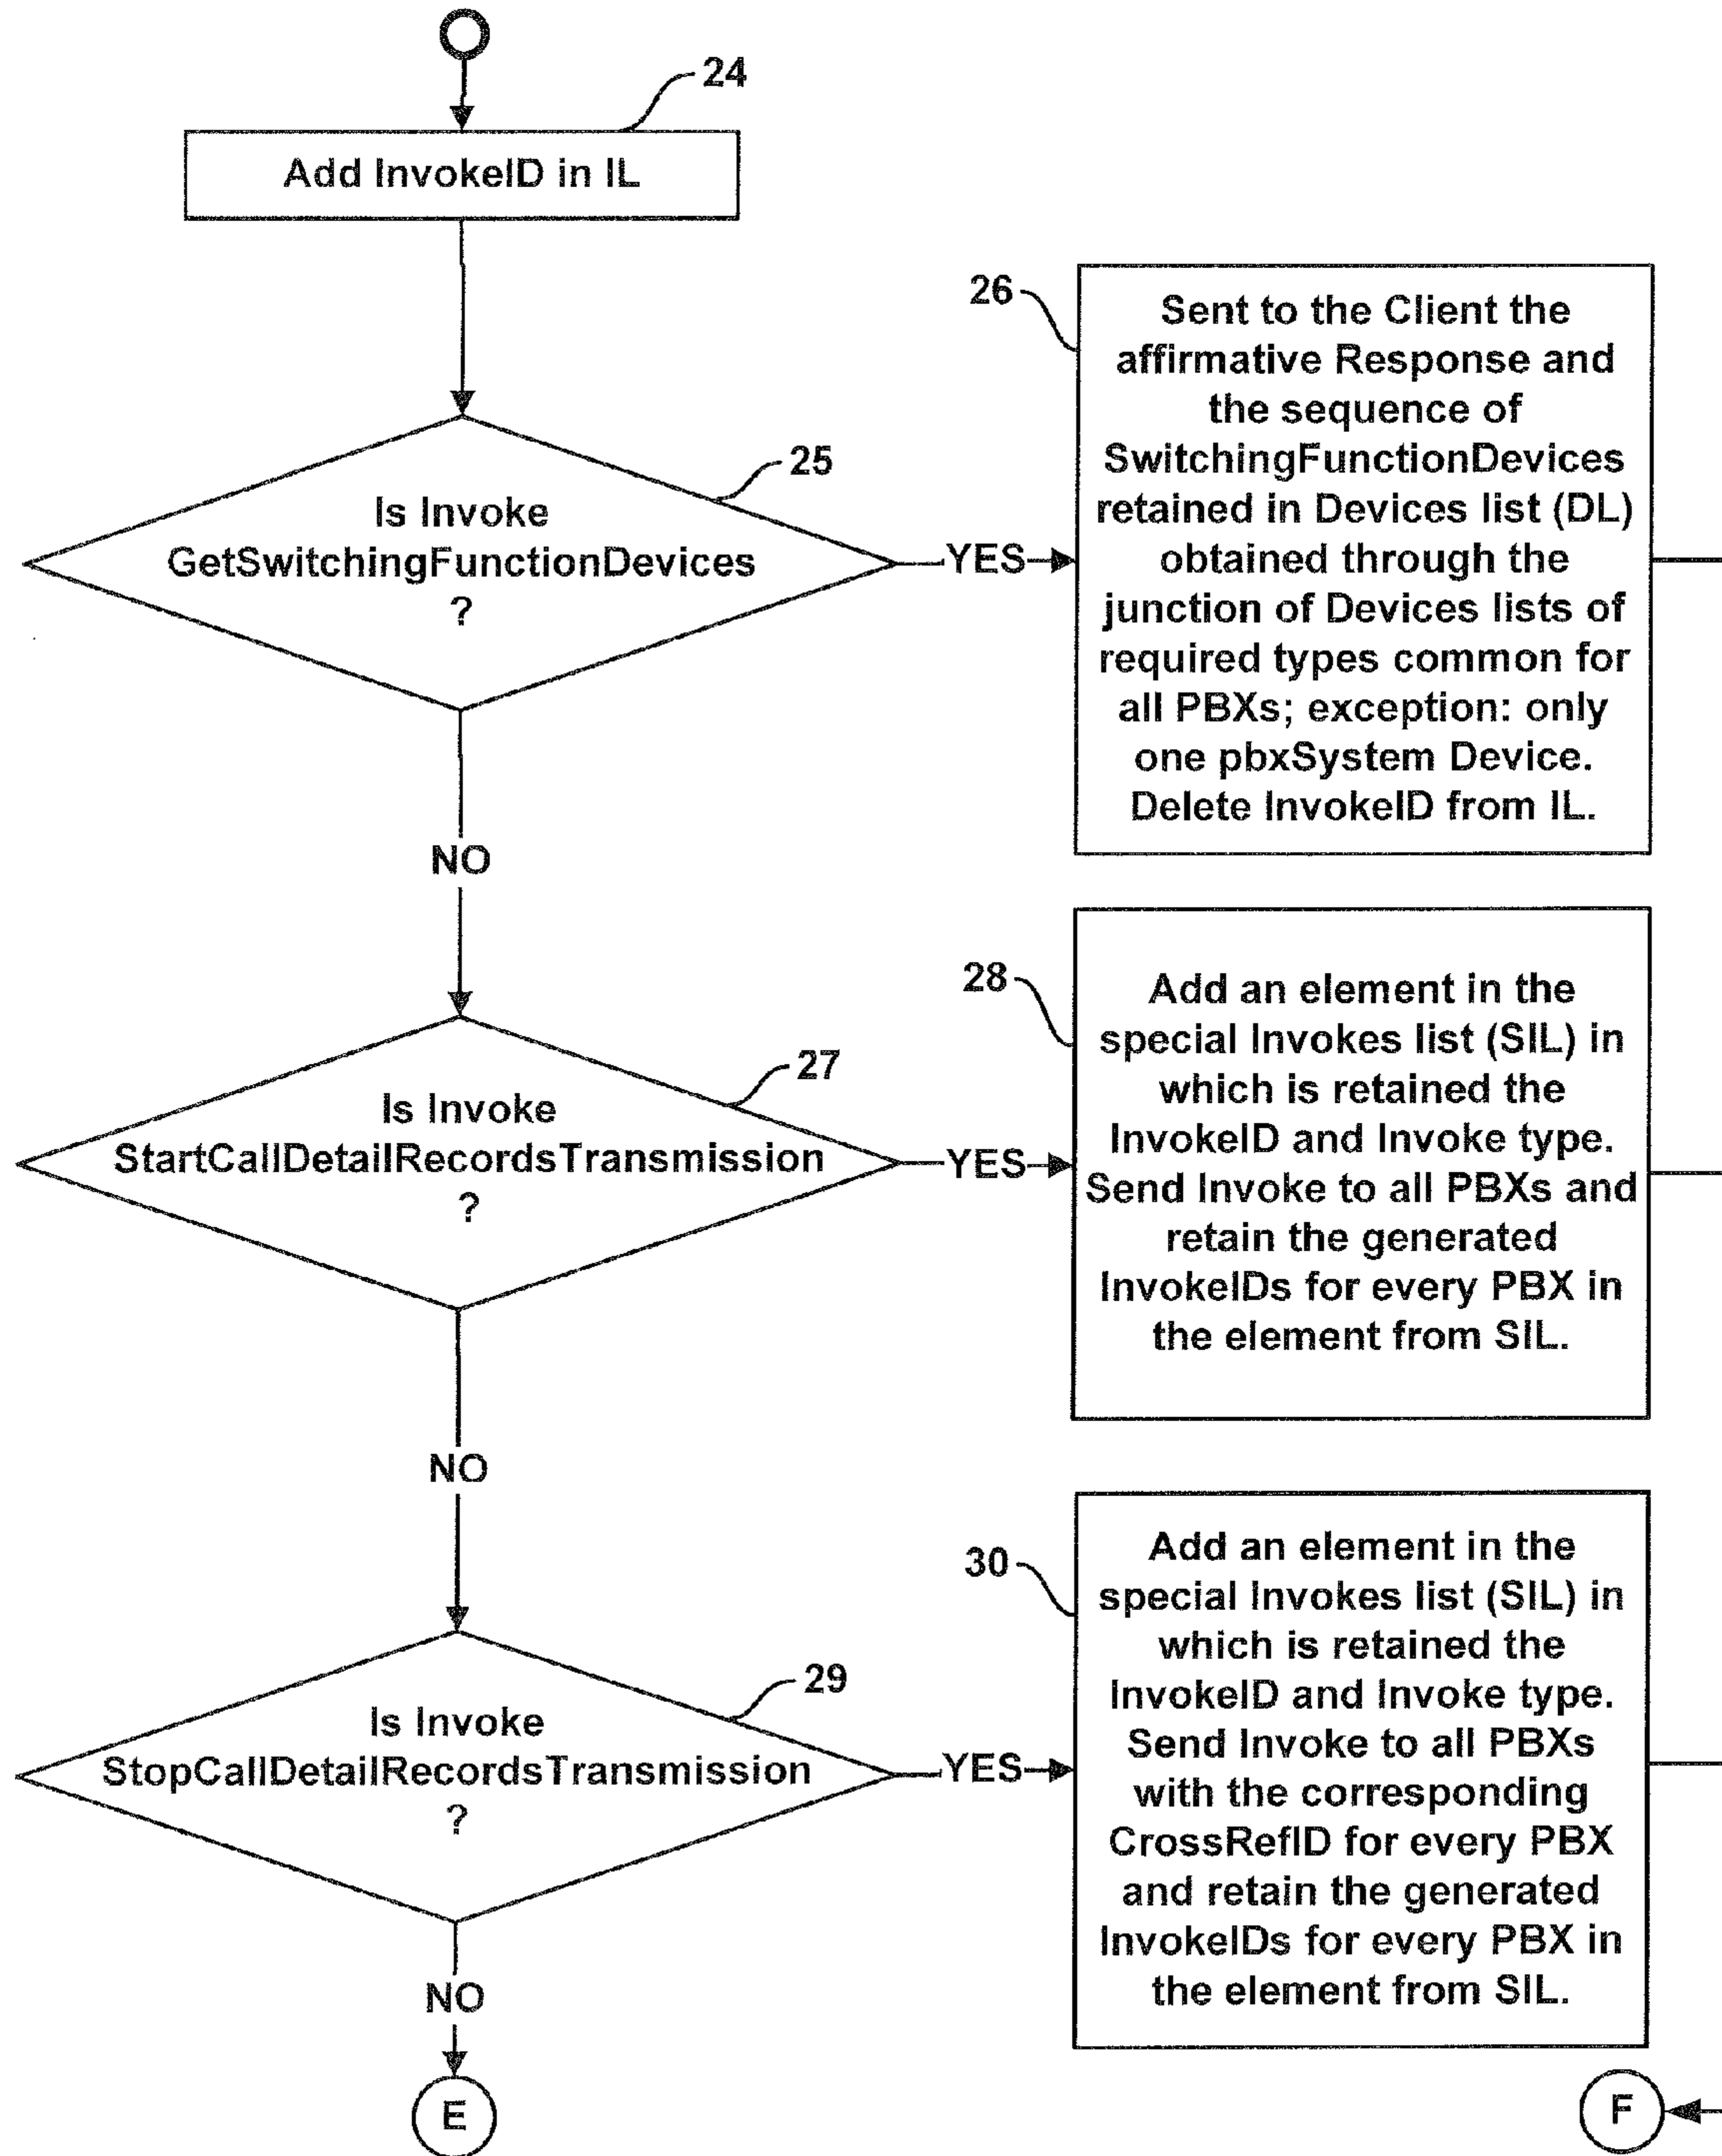 24
Add InvokeID in IL
25
Is Invoke
GetSwitchingFunctionDevices
?
YES
26
Sent to the Client the
affirmative Response and
the sequence of
SwitchingFunctionDevices
retained in Devices list (DL)
obtained through the
junction of Devices lists of
required types common for
all PBXs; exception: only
one pbxSystem Device.
Delete InvokeID from IL.
NO
27
Is Invoke
StartCallDetailRecordsTransmission
?
YES
28
Add an element in the
special Invokes list (SIL) in
which is retained the
InvokeID and Invoke type.
Send Invoke to all PBXs and
retain the generated
InvokeIDs for every PBX in
the element from SIL.
NO
29
Is Invoke
StopCallDetailRecordsTransmission
?
YES
30
Add an element in the
special Invokes list (SIL) in
which is retained the
InvokeID and Invoke type.
Send Invoke to all PBXs
with the corresponding
CrossRefID for every PBX
and retain the generated
InvokeIDs for every PBX in
the element from SIL.
NO
E
F